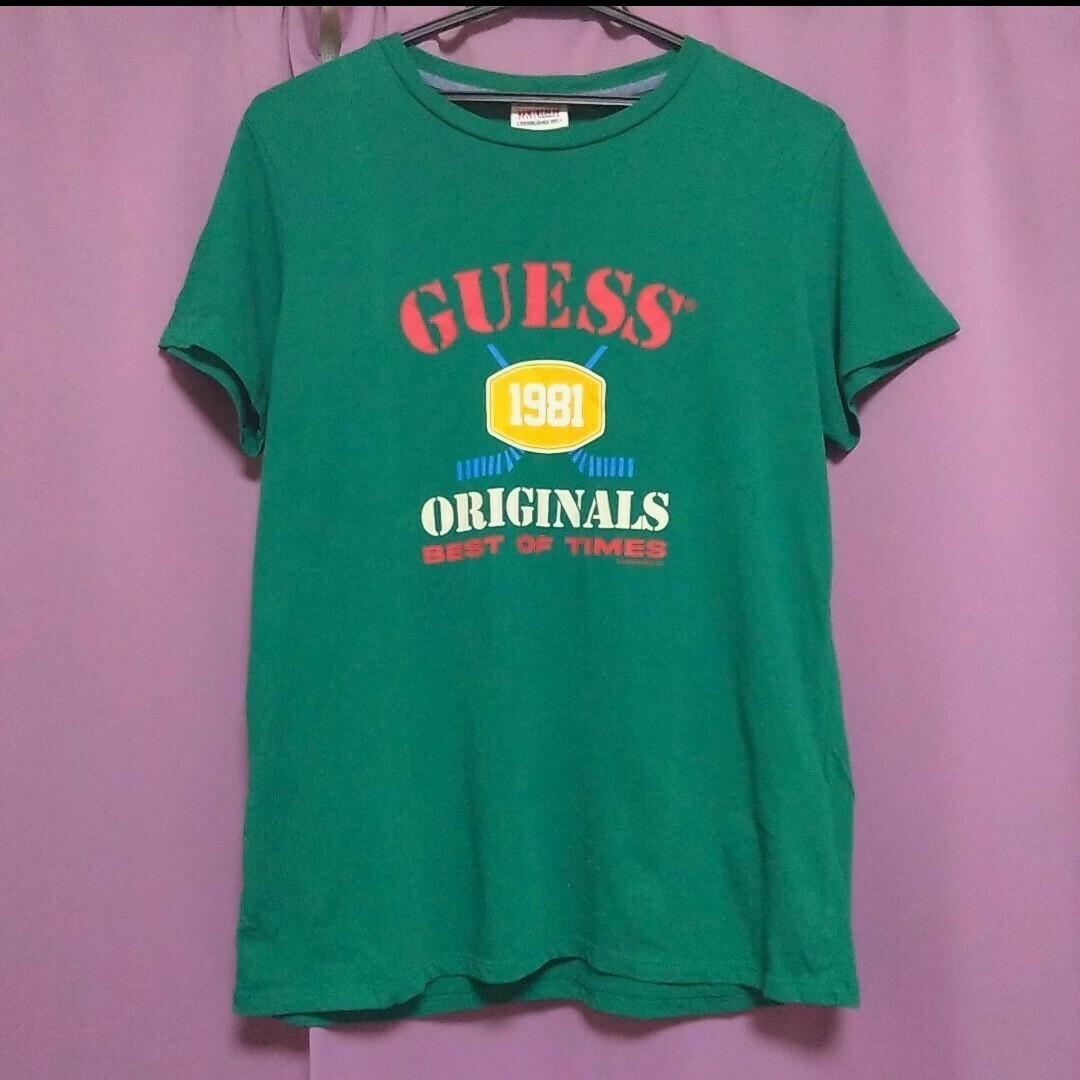 GUESS®
1981
ORIGINALS
BEST OF TIMES